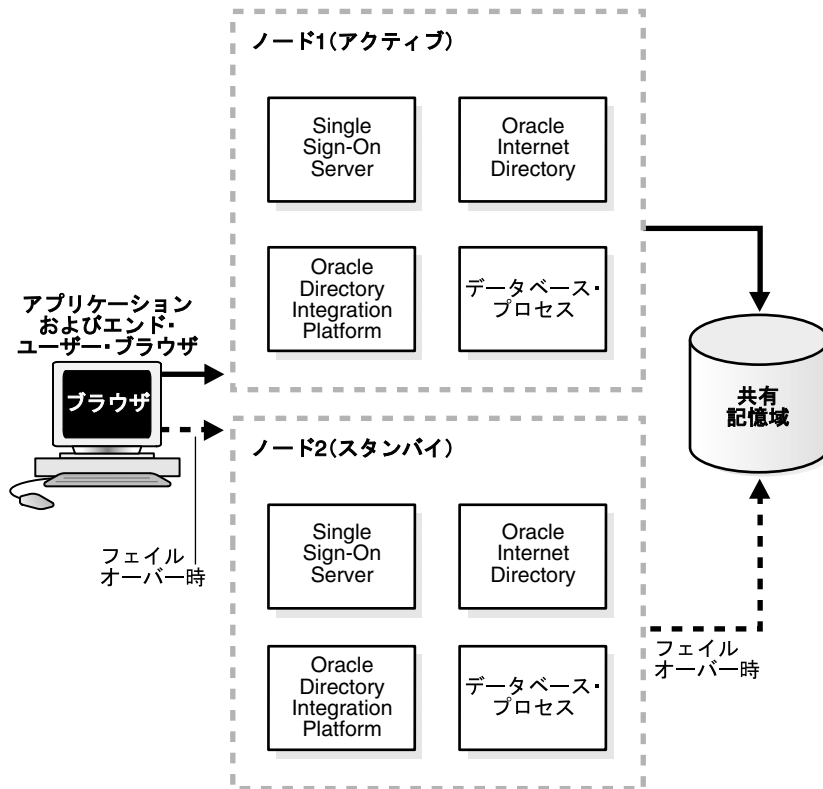 ノード1(アクティブ)
Single
Sign-On
Server
Oracle
Internet
Directory
Oracle
Directory
Integration
Platform
データベース・
プロセス
アプリケーション
およびエンド・
ユーザー・ブラウザ
ブラウザ
共有
記憶域
ノード2(スタンバイ)
Single
Sign-On
Server
Oracle
Internet
Directory
フェイル
オーバー時
Oracle
Directory
Integration
Platform
データベース・
プロセス
フェイル
オーバー時